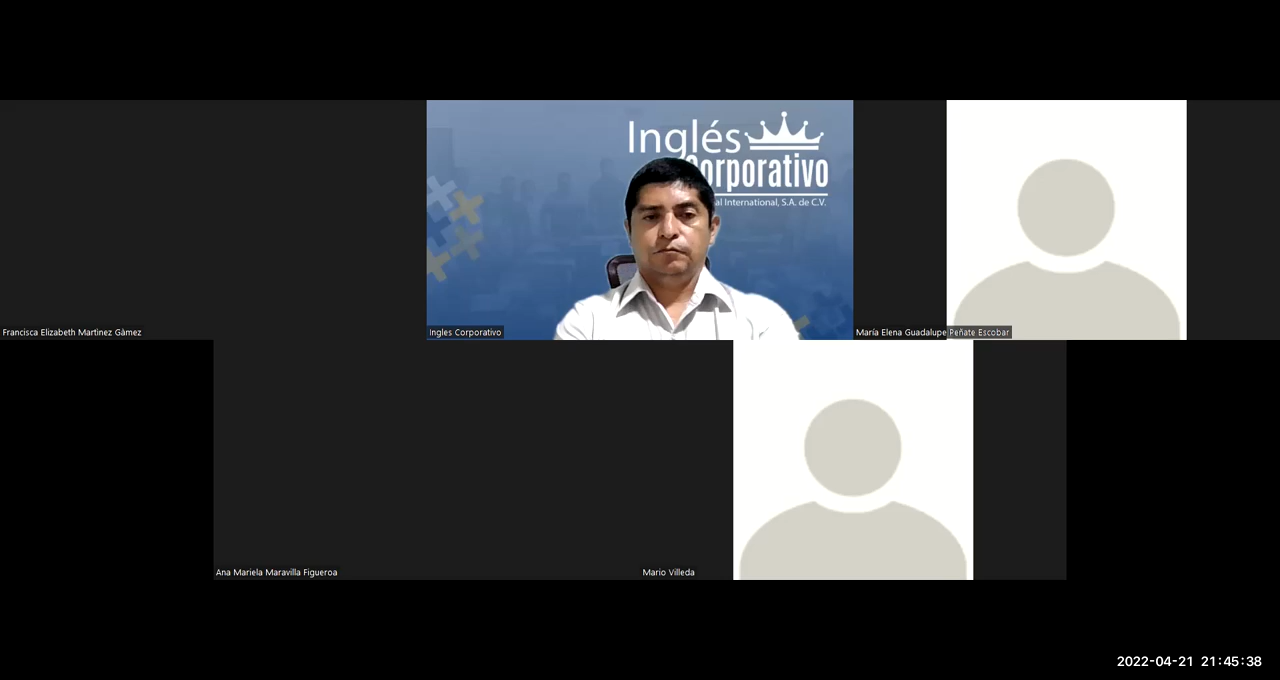 Inglés
Corporativo
al International, S.A. de C.V.
Francisca Elizabeth Martinez Gàmez
Ingles Corporativo
María Elena Guadalupe Peñate Escobar
Ana Mariela Maravilla Figueroa
Mario Villeda
2022-04-21 21:45:38